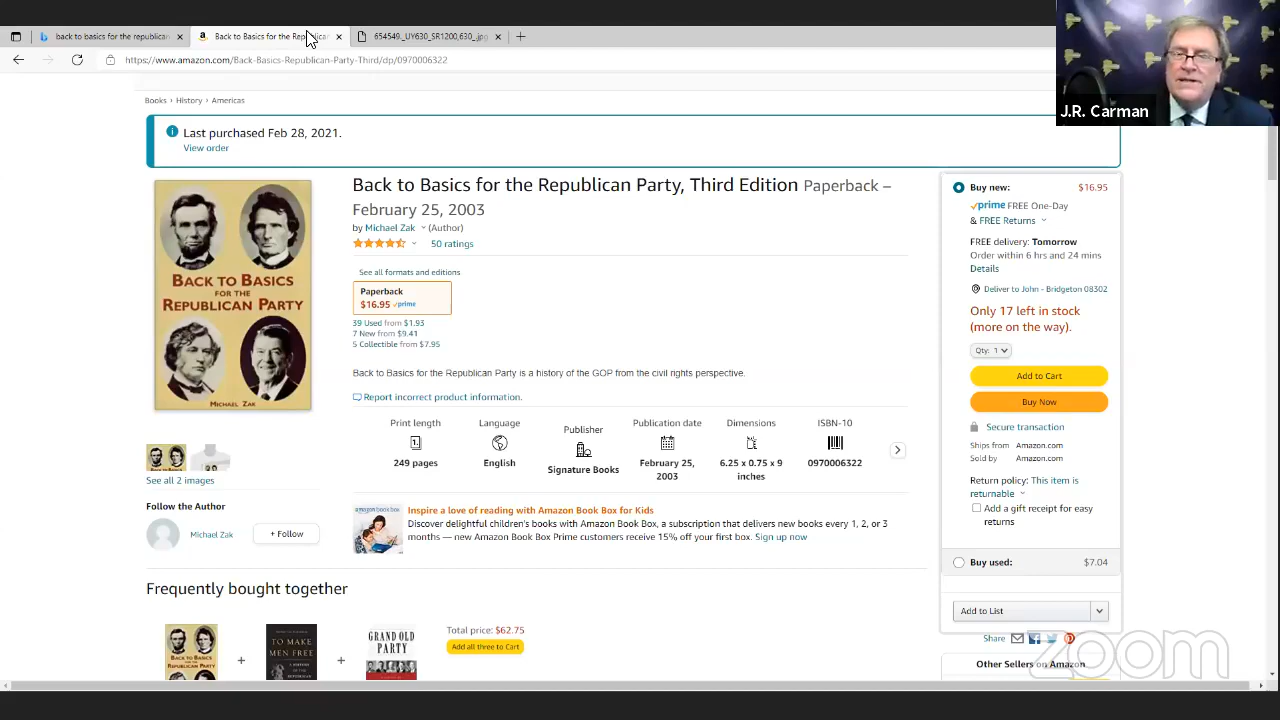 back to basics for the republican
Back to Basics for the Republican
654549._UY630_SR1200,630_.jpg
https://www.amazon.com/Back-Basics-Republican-Party-Third/dp/0970006322
J.R. Carman
Books › History › Americas
Last purchased Feb 28, 2021.
View order
BACK TO BASICS
FOR THE
REPUBLICAN PARTY
MICHAEL ZAK
See all 2 images
Follow the Author
Michael Zak
+ Follow
Back to Basics for the Republican Party, Third Edition Paperback –
February 25, 2003
by Michael Zak (Author)
50 ratings
See all formats and editions
Paperback
$16.95 prime
39 Used from $1.93
7 New from $9.41
5 Collectible from $7.95
Back to Basics for the Republican Party is a history of the GOP from the civil rights perspective.
Report incorrect product information.
Print length
249 pages
Language
English
Publisher
Signature Books
Publication date
February 25,
2003
Dimensions
6.25 x 0.75 x 9
inches
ISBN-10
0970006322
amazon book box
Inspire a love of reading with Amazon Book Box for Kids
Discover delightful children's books with Amazon Book Box, a subscription that delivers new books every 1, 2, or 3
months — new Amazon Book Box Prime customers receive 15% off your first box. Sign up now
Buy new: $16.95
prime FREE One-Day
& FREE Returns
FREE delivery: Tomorrow
Order within 6 hrs and 24 mins
Details
Deliver to John - Bridgeton 08302
Only 17 left in stock
(more on the way).
Qty: 1
Add to Cart
Buy Now
Secure transaction
Ships from Amazon.com
Sold by Amazon.com
Return policy: This item is
returnable
Add a gift receipt for easy
returns
Buy used: $7.04
Add to List
Share
Other Sellers on Amazon
Frequently bought together
BACK TO BASICS
REPUBLICAN PARTY
+
TO MAKE
MEN FREE
+
GRAND OLD
PARTY
Total price: $62.75
Add all three to Cart
zoom